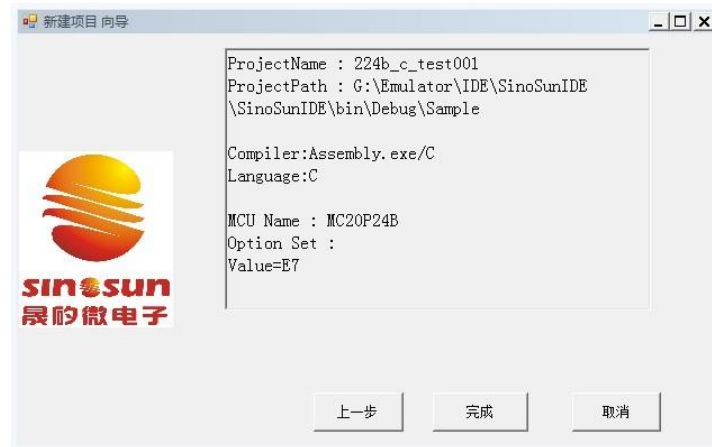 新建项目 向导
ProjectName : 224b_c_test001
ProjectPath : G:\Emulator\IDE\SinoSunIDE
\SinoSunIDE\bin\Debug\Sample
Compiler:Assembly.exe/C
Language:C
MCU Name : MC20P24B
Option Set :
Value=E7
sinosun
晟矽微电子
上一步
完成
取消